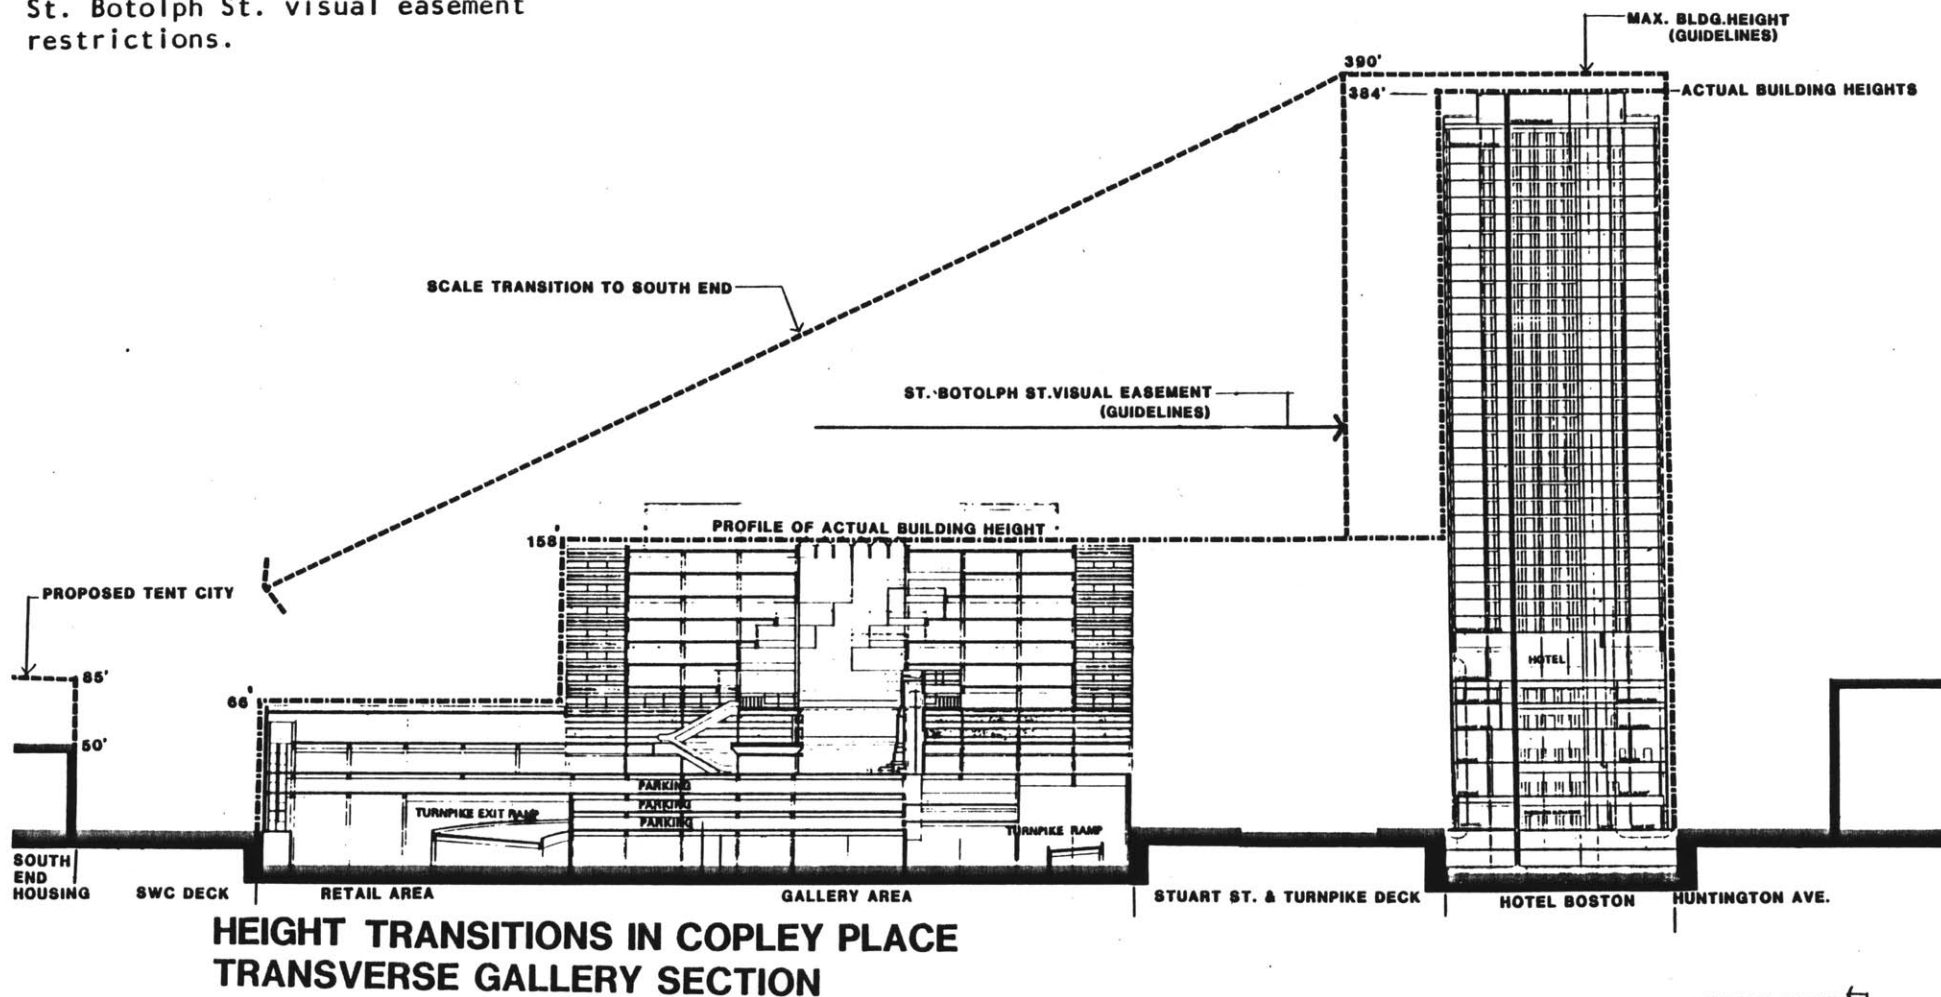 St. Botolph St. visual easement
restrictions.
MAX. BLDG.HEIGHT
(GUIDELINES)
390'
384'
ACTUAL BUILDING HEIGHTS
SCALE TRANSITION TO SOUTH END
ST. BOTOLPH ST.VISUAL EASEMENT
(GUIDELINES)
PROFILE OF ACTUAL BUILDING HEIGHT
158'
PROPOSED TENT CITY
HOTEL
85'
66'
50'
PARKING
PARKING
PARKING
TURNPIKE EXIT RAMP
TURNPIKE RAMP
SOUTH
END
HOUSING
SWC DECK
RETAIL AREA
GALLERY AREA
STUART ST. & TURNPIKE DECK
HOTEL BOSTON
HUNTINGTON AVE.
HEIGHT TRANSITIONS IN COPLEY PLACE
TRANSVERSE GALLERY SECTION